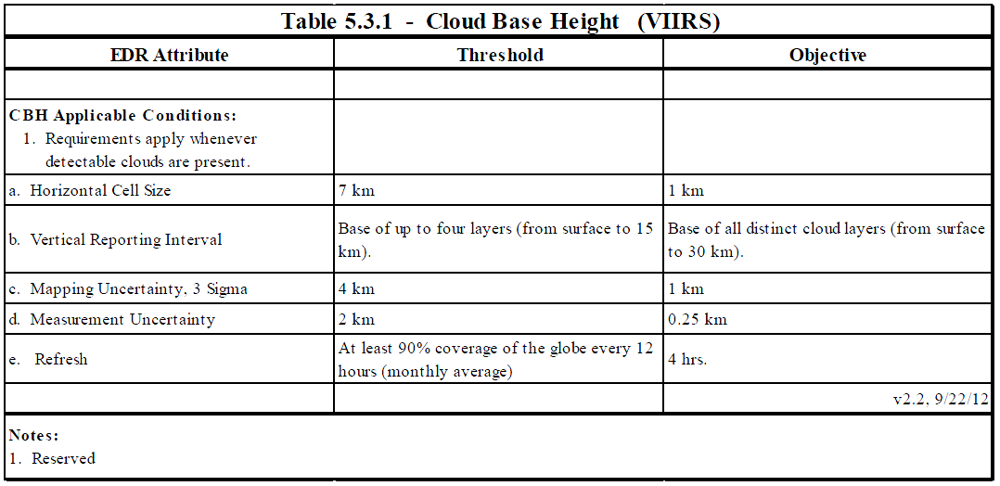 Table 5.3.1 - Cloud Base Height (VIIRS)
EDR Attribute Threshold Objective
CBH Applicable Conditions:
1. Requirements apply whenever
detectable clouds are present.
a. Horizontal Cell Size 7 km 1 km
b. Vertical Reporting Interval
Base of up to four layers (from surface to 15
km).
Base of all distinct cloud layers (from surface
to 30 km).
c. Mapping Uncertainty, 3 Sigma 4 km 1 km
d. Measurement Uncertainty 2 km 0.25 km
e. Refresh
At least 90% coverage of the globe every 12
hours (monthly average)
4 hrs.
v2.2, 9/22/12
Notes:
1. Reserved